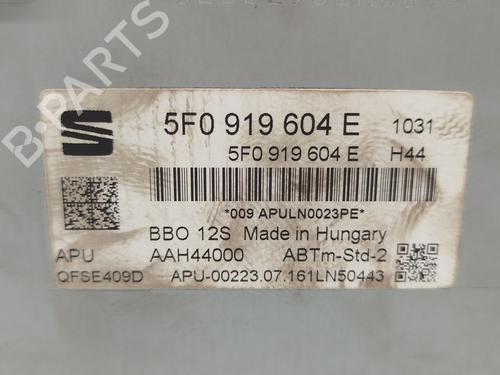 B-PARTS
5F0 919 604 E 1031
5F0 919 604 E H44
*009 APULN0023PE*
BBO 12S Made in Hungary
APU AAH44000 ABTm-Std-2
QFSE409D APU-00223.07.161LN50443